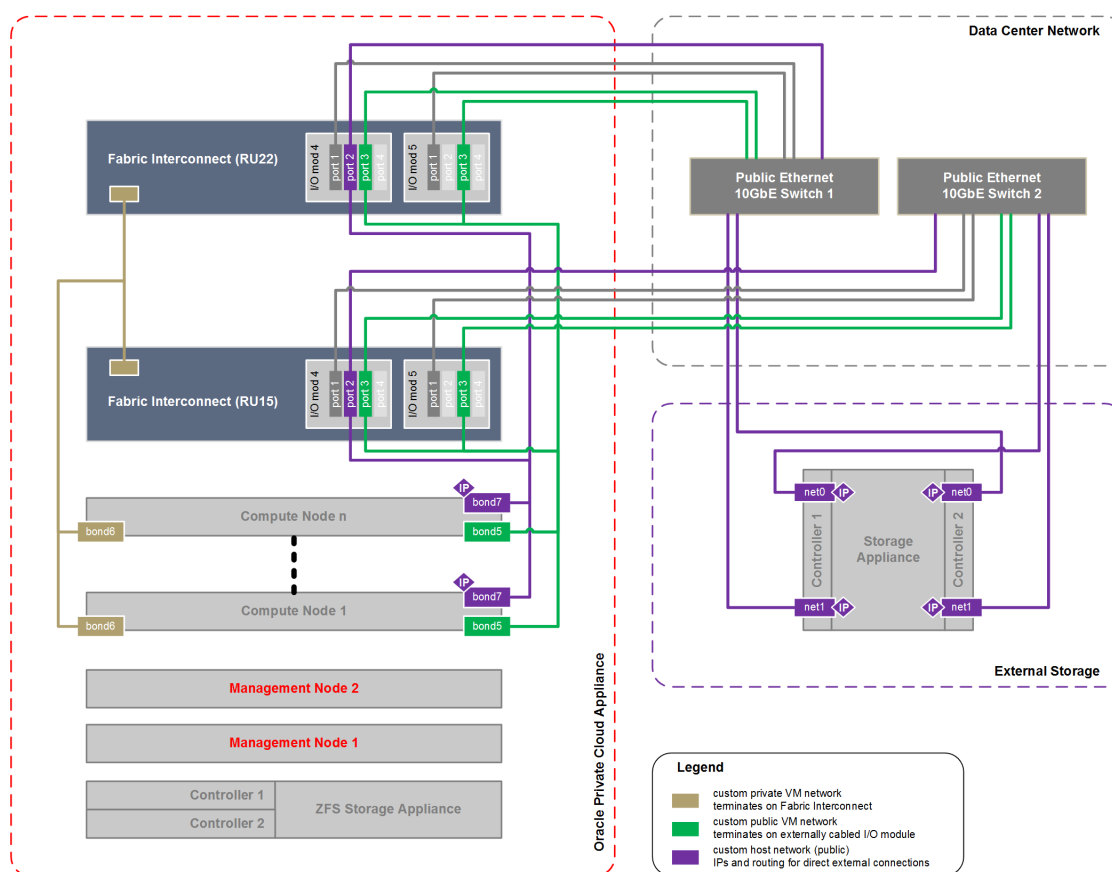 Data Center Network
Fabric Interconnect (RU22)
I/O mod 4
port 1
port 2
port 3
port 4
I/O mod 5
port 1
port 3
port 4
Public Ethernet
10GbE Switch 1
Public Ethernet
10GbE Switch 2
Fabric Interconnect (RU15)
I/O mod 4
port 1
port 2
port 3
port 4
I/O mod 5
port 1
port 3
port 4
IP
bond7
Compute Node n
bond6
bond5
IP
bond7
Compute Node 1
bond6
bond5
net0
IP
IP
net0
Controller 1
Storage
Appliance
Controller 2
net1
IP
IP
net1
External Storage
Management Node 2
Management Node 1
Controller 1
Controller 2
ZFS Storage Appliance
Oracle Private Cloud Appliance
Legend
custom private VM network
terminates on Fabric Interconnect
custom public VM network
terminates on externally cabled I/O module
custom host network (public)
IPs and routing for direct external connections